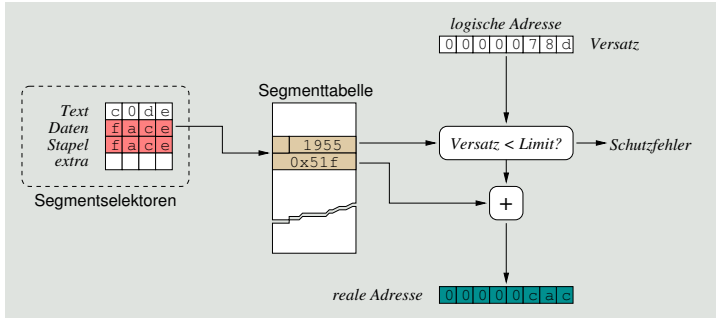 logische Adresse
0 0 0 0 0 7 8 d Versatz
Segmenttabelle
Text c 0 d e
Daten f a c e
Stapel f a c e
extra
1955
0x51f
Versatz < Limit?
Schutzfehler
Segmentselektoren
+
reale Adresse 0 0 0 0 0 c a c